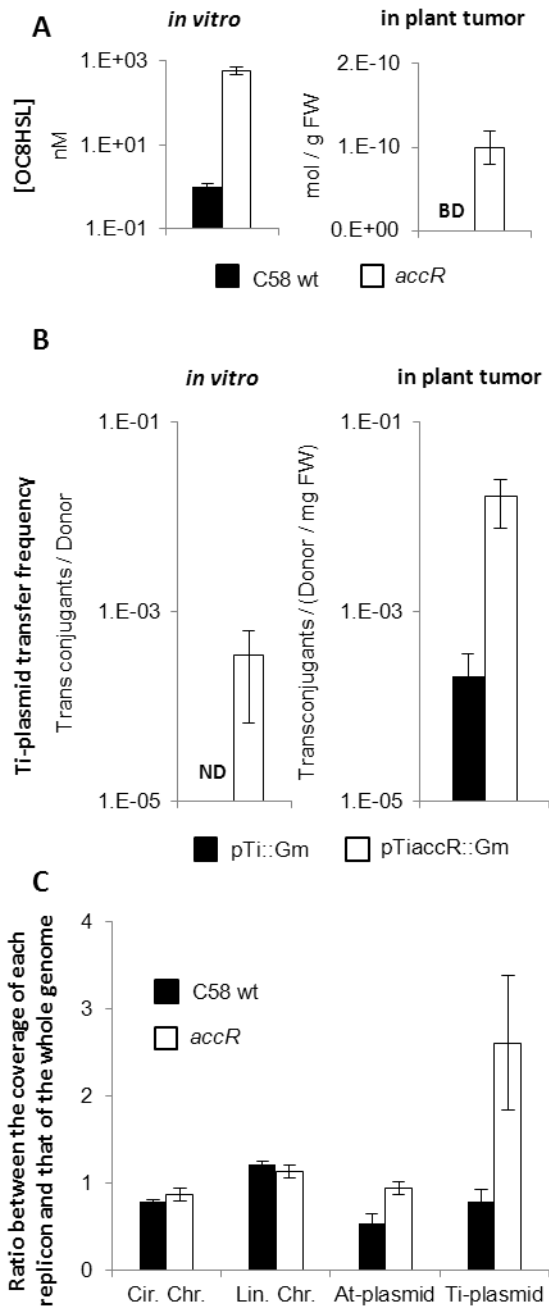 A
in vitro
in plant tumor
[OC8HSL]
nM
1.E+03
1.E+01
1.E-01
mol / g FW
2.E-10
1.E-10
0.E+00
BD
C58 wt
accR
B
in vitro
in plant tumor
Ti-plasmid transfer frequency
Trans conjugants / Donor
1.E-01
1.E-03
1.E-05
ND
Transconjugants / (Donor / mg FW)
1.E-01
1.E-03
1.E-05
pTi::Gm
pTiaccR::Gm
C
Ratio between the coverage of each
replicon and that of the whole genome
4
3
2
1
0
C58 wt
accR
Cir. Chr.
Lin. Chr.
At-plasmid
Ti-plasmid